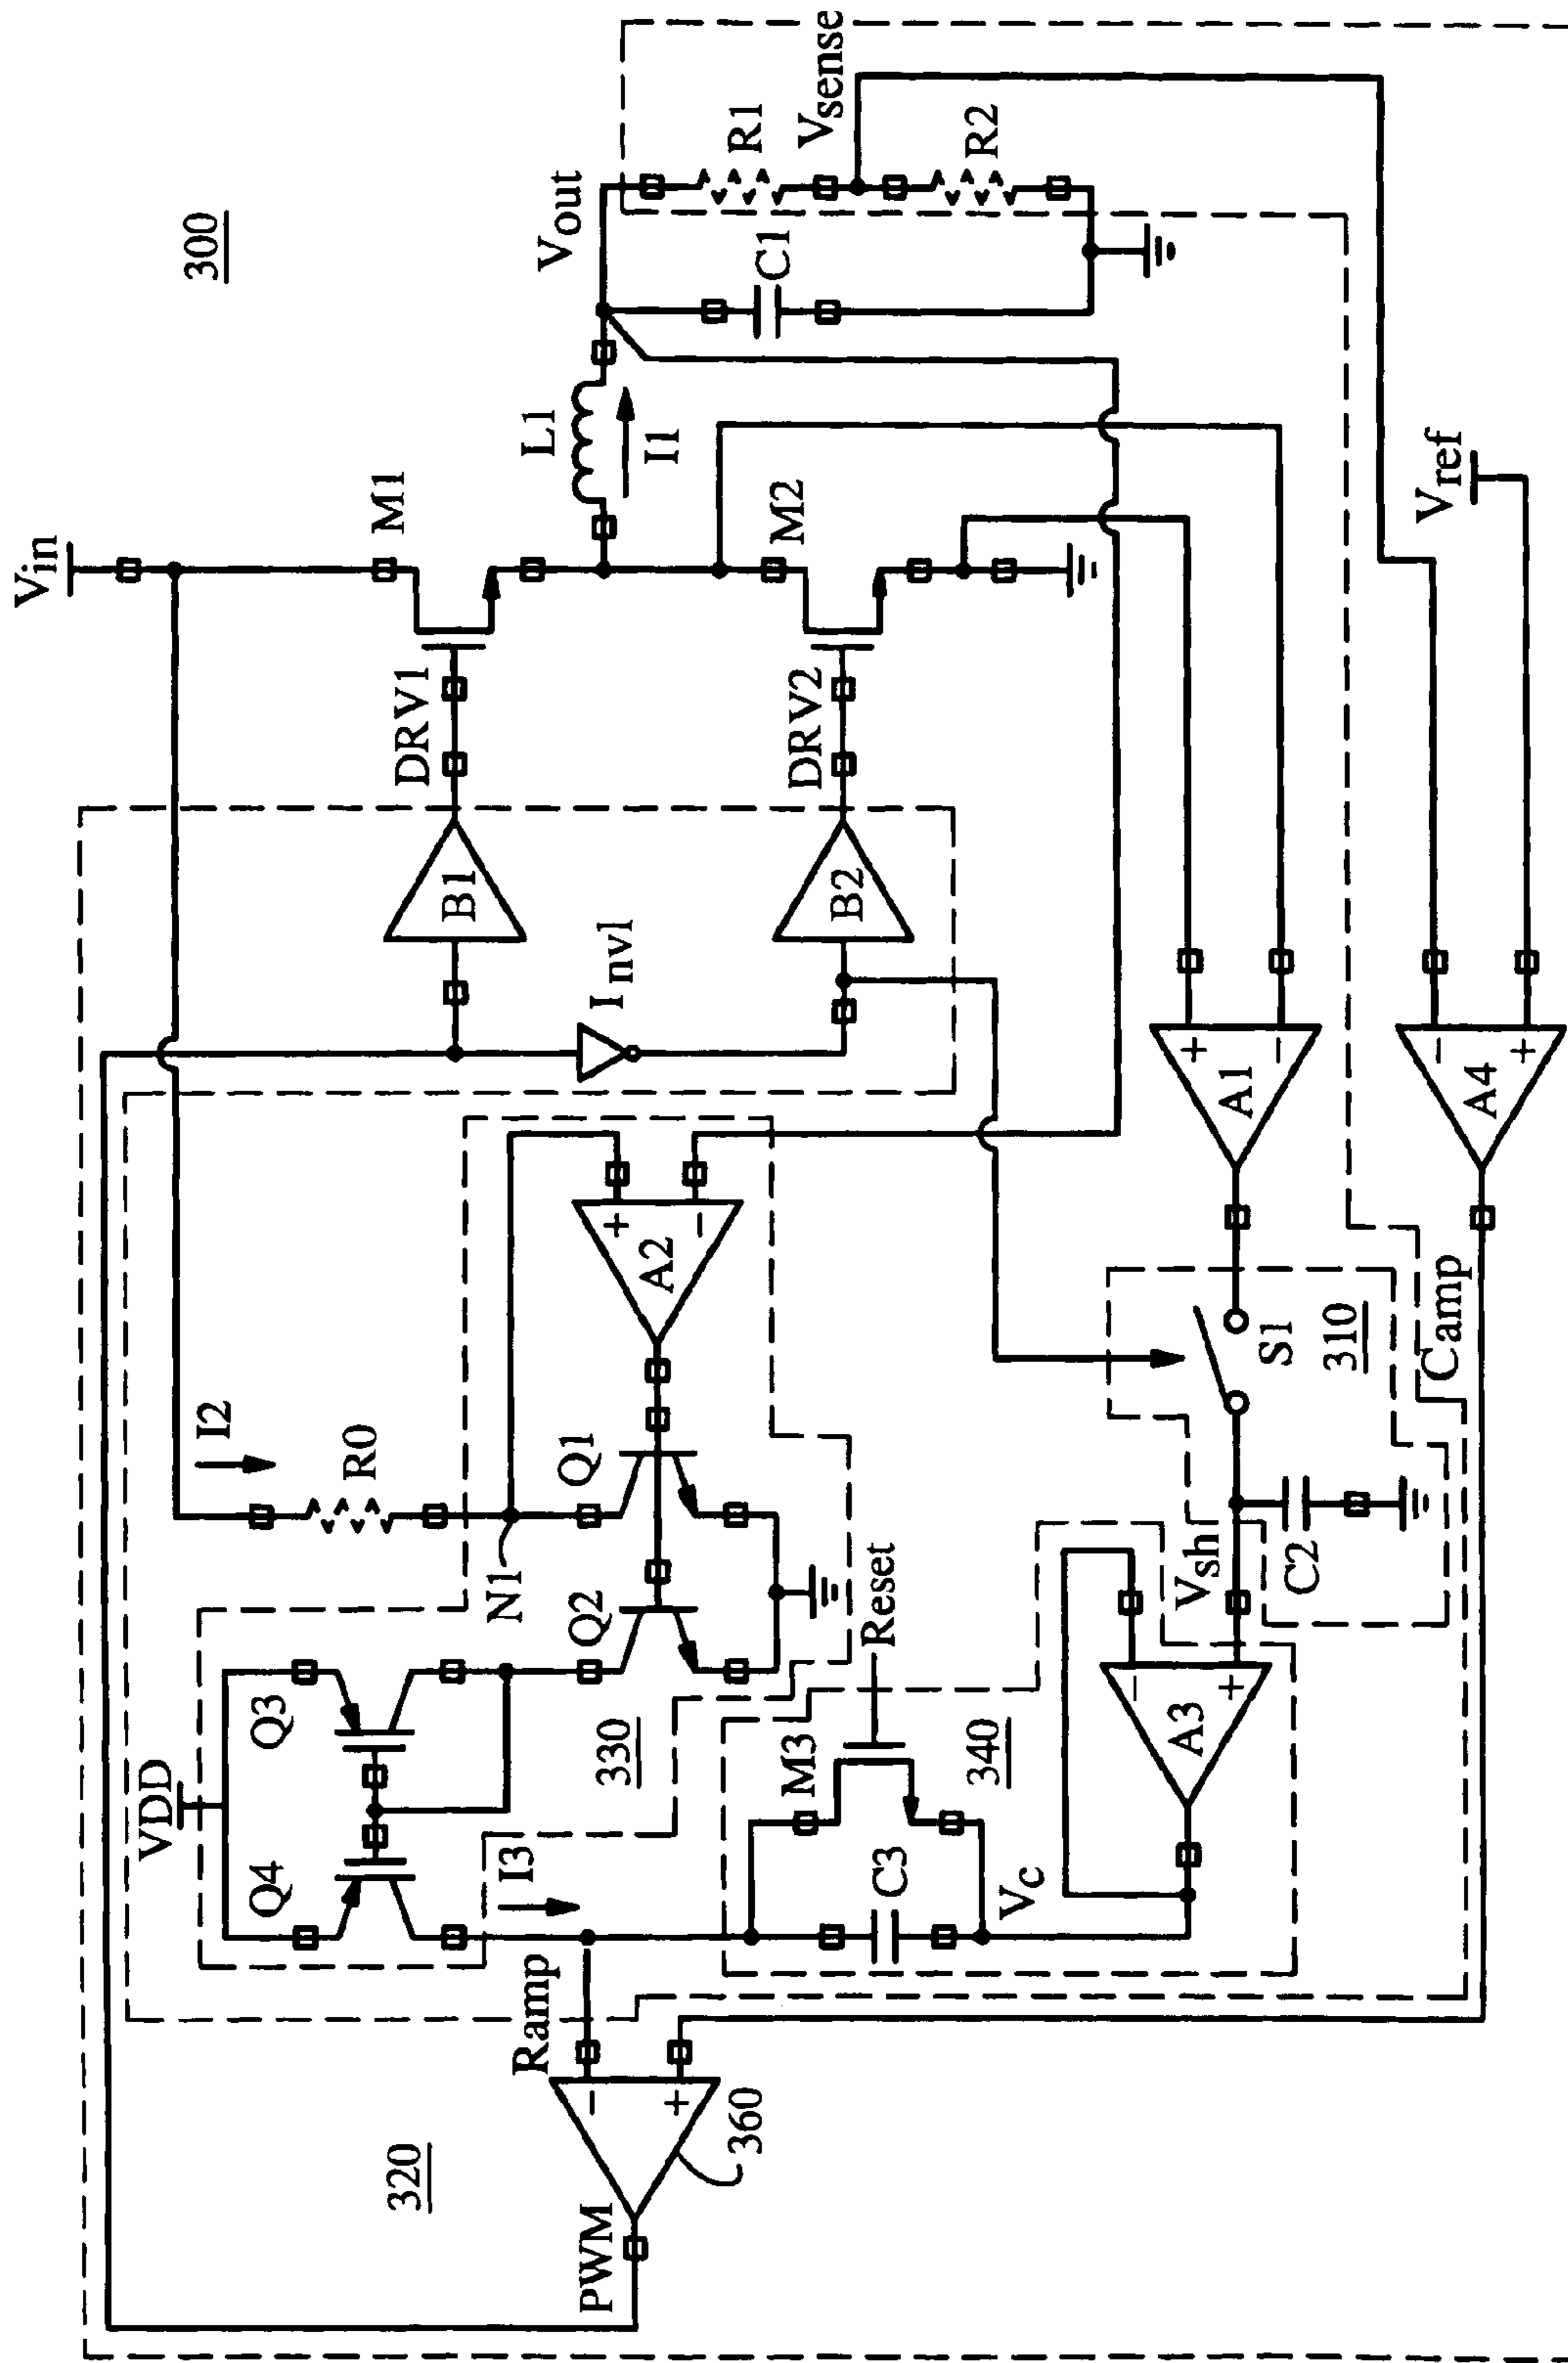 300
Vin
M1
L1
I1
Vout
C1
R1
Vsense
R2
M2
DRV1
DRV2
B1
B2
Invl
Vref
+
-
A1
-
+
A4
I2
R0
N1
+
-
A2
Q1
Q2
Q3
Q4
VDD
330
I3
Reset
M3
340
C3
Vc
-
+
A3
Vsh
C2
S1
310
Camp
Ramp
-
+
360
320
PWM